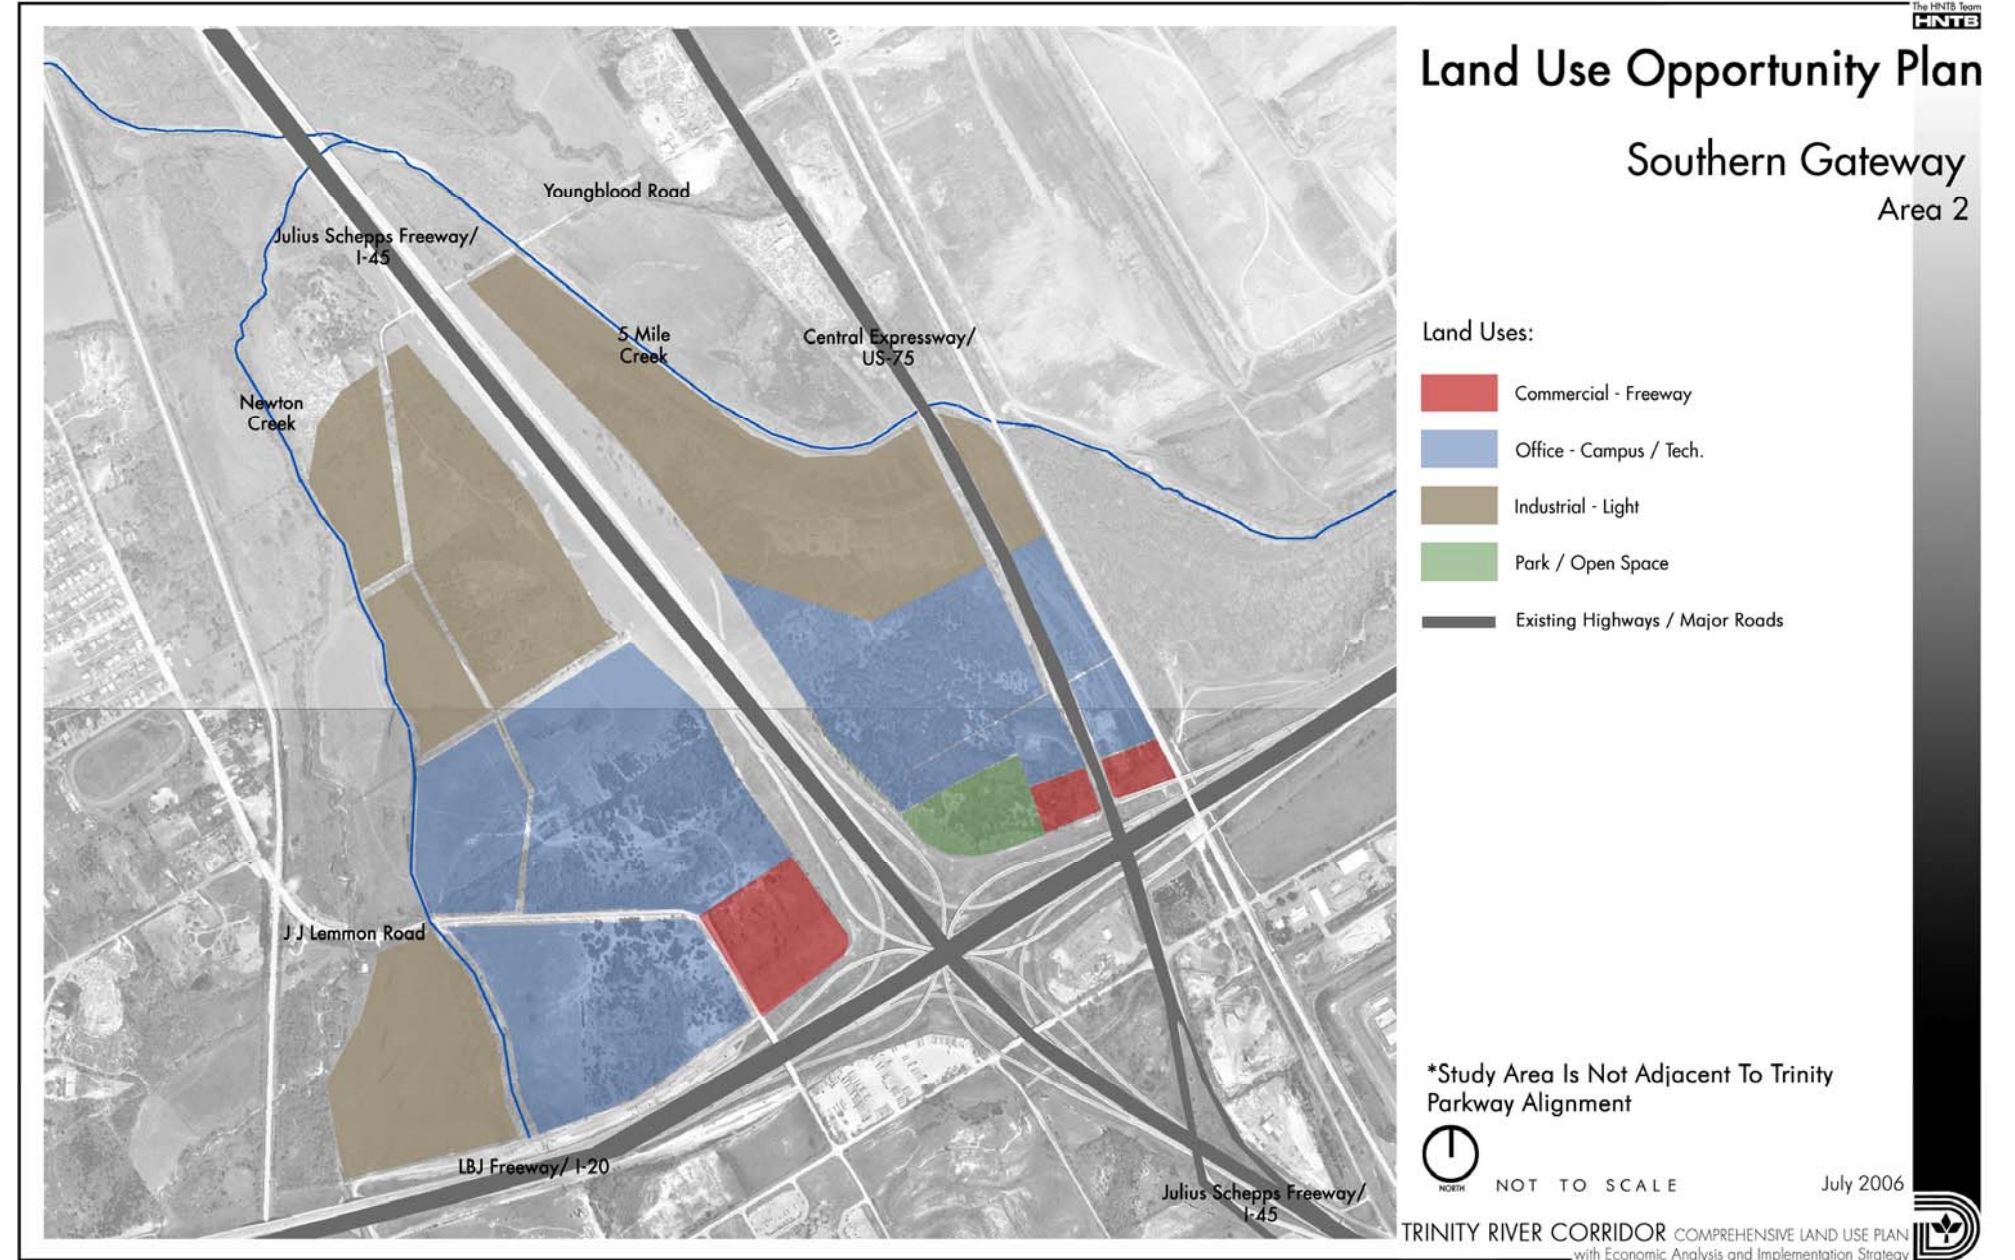 The HNTB Team
HNTB
Land Use Opportunity Plan
Southern Gateway
Area 2
Youngblood Road
Julius Schepps Freeway/
I-45
5 Mile
Creek
Central Expressway/
US-75
Newton
Creek
J J Lemmon Road
LBJ Freeway/ I-20
Julius Schepps Freeway/
I-45
Land Uses:
Commercial - Freeway
Office - Campus / Tech.
Industrial - Light
Park / Open Space
Existing Highways / Major Roads
*Study Area Is Not Adjacent To Trinity
Parkway Alignment
NORTH
NOT TO SCALE
July 2006
TRINITY RIVER CORRIDOR COMPREHENSIVE LAND USE PLAN
with Economic Analysis and Implementation Strategy